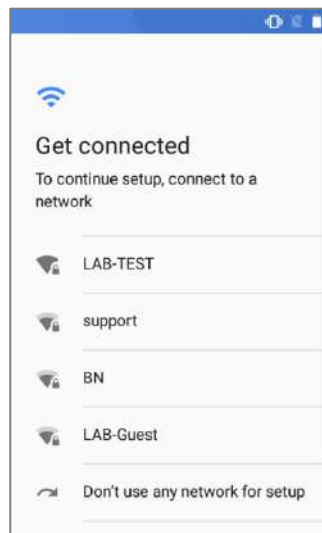 Get connected
To continue setup, connect to a
network
LAB-TEST
support
BN
LAB-Guest
Don't use any network for setup